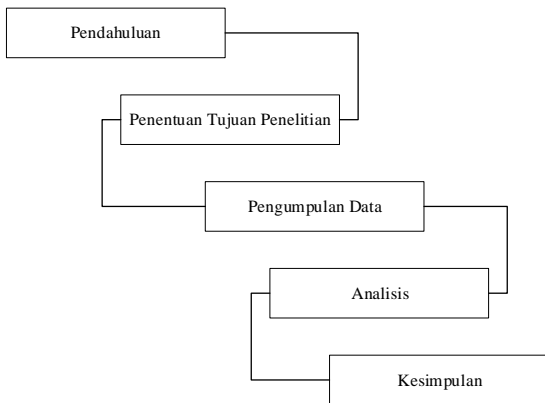 Pendahuluan
Penentuan Tujuan Penelitian
Pengumpulan Data
Analisis
Kesimpulan